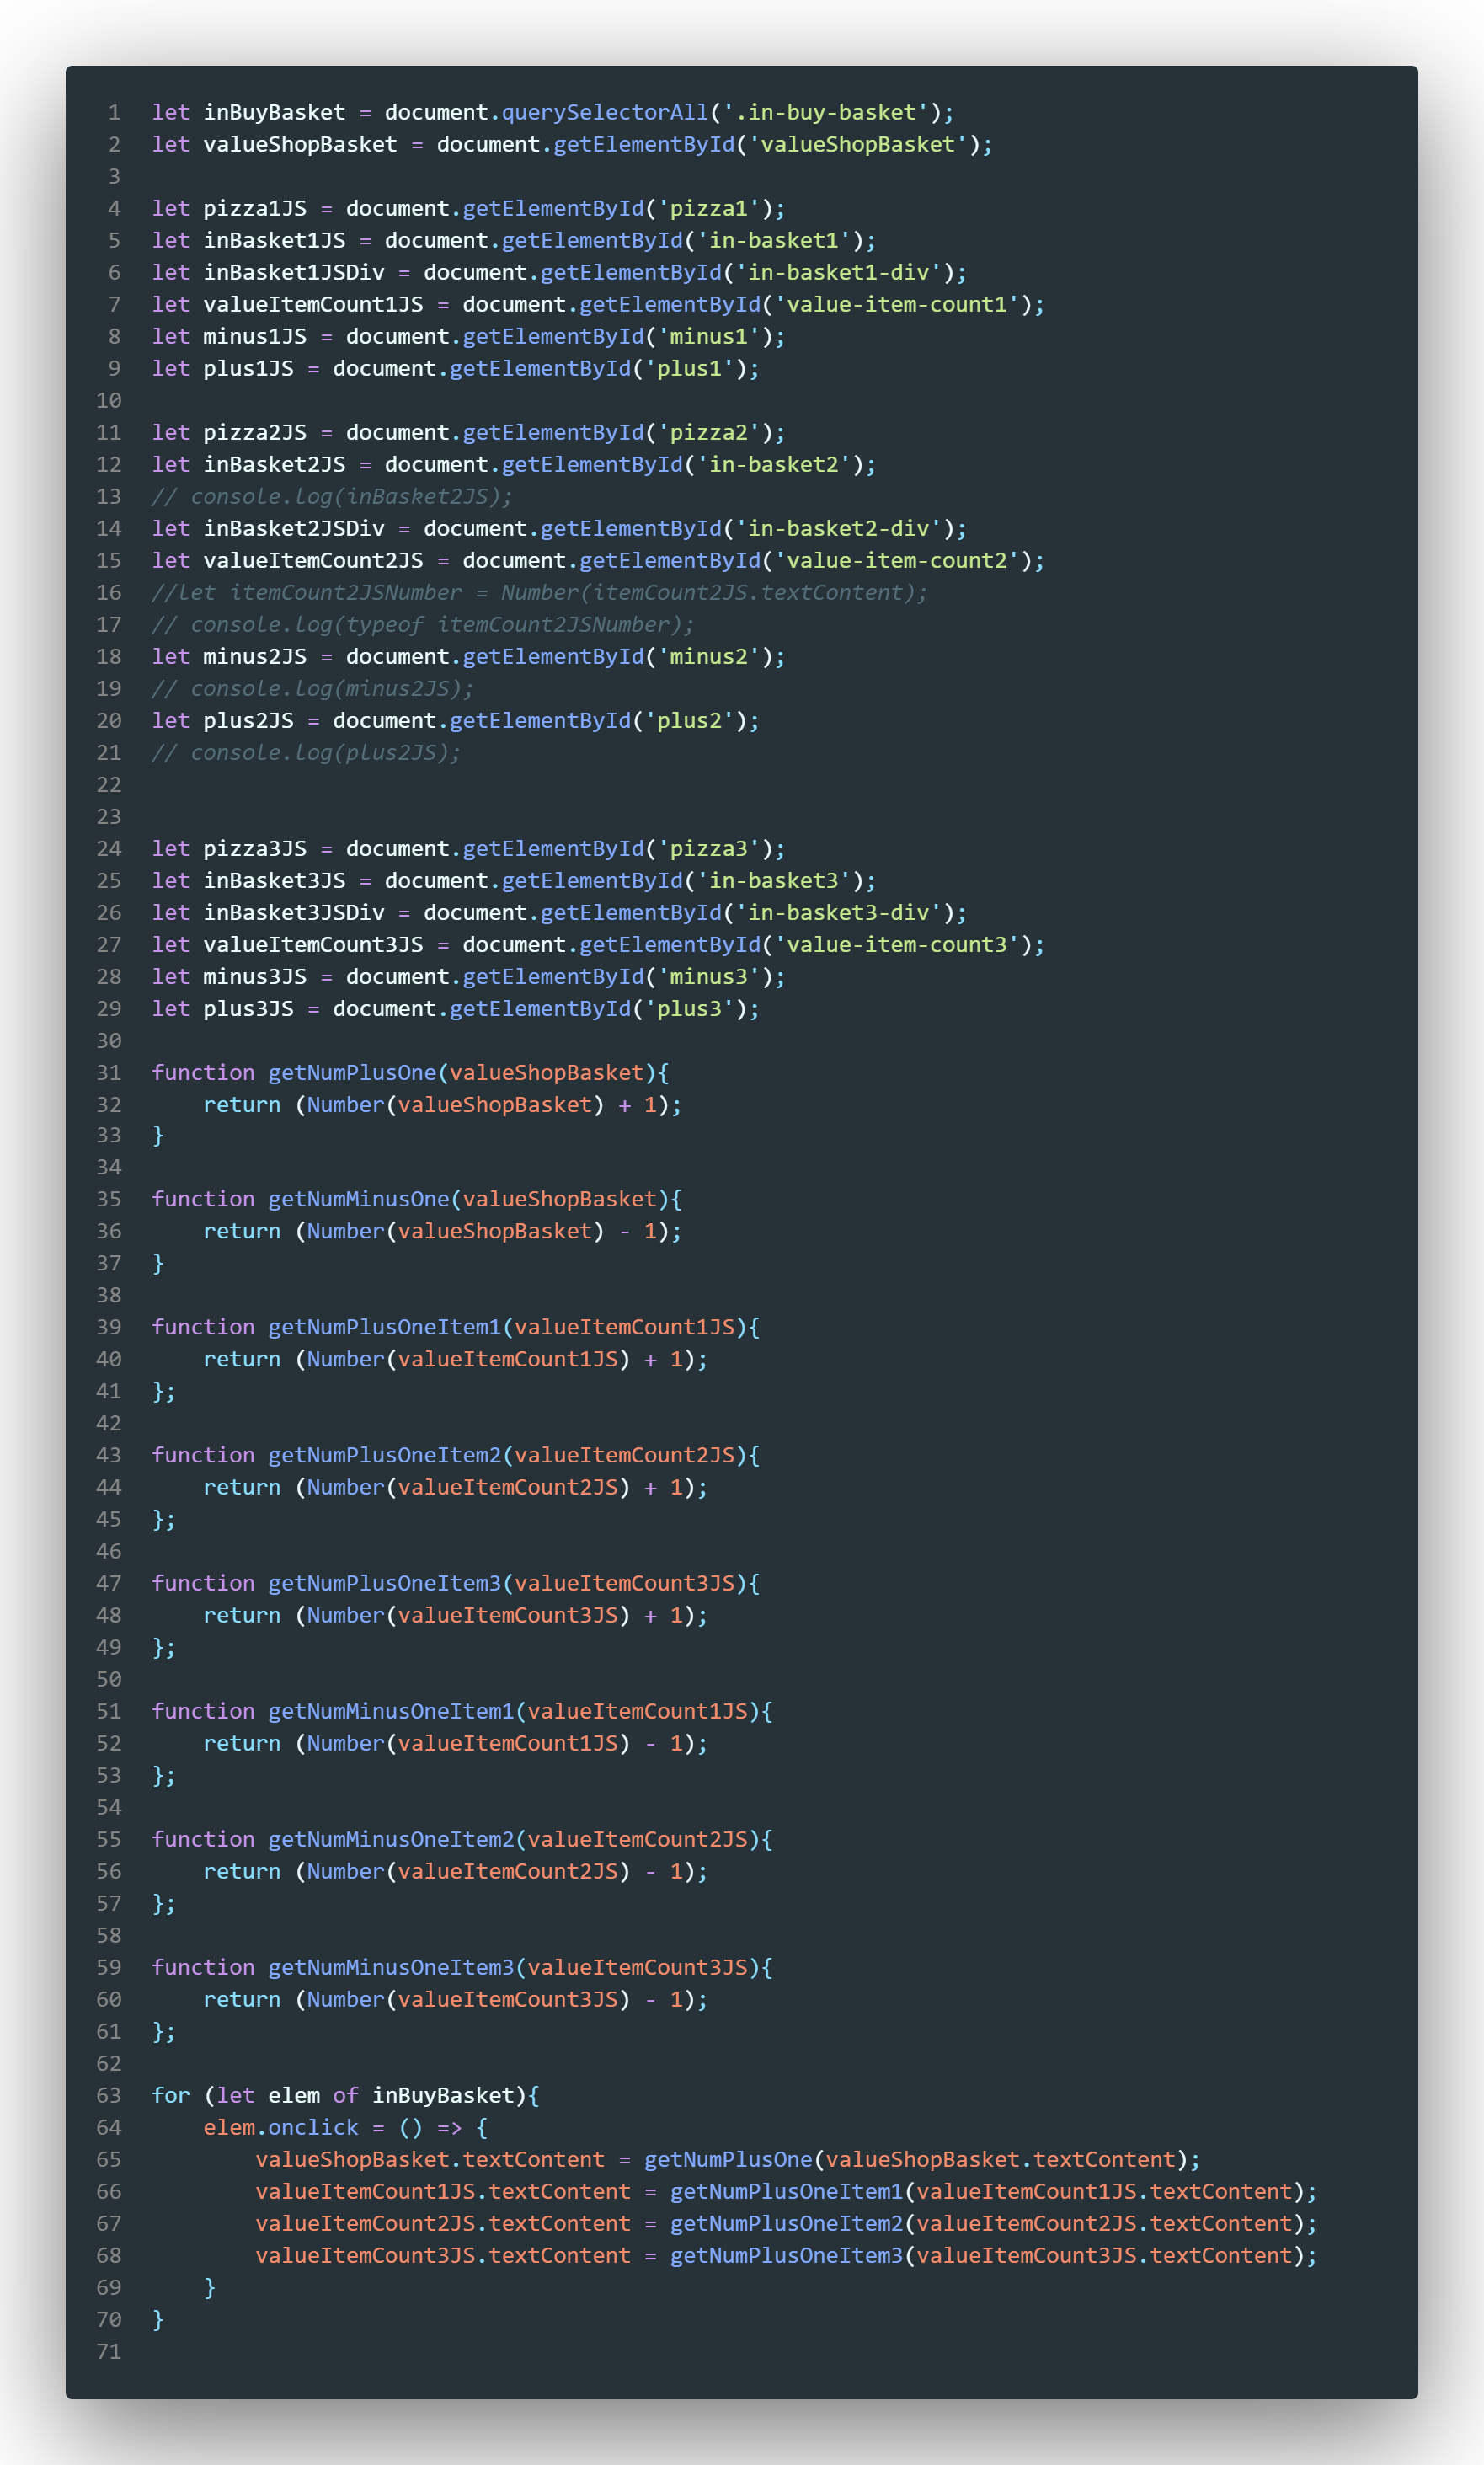 1 let inBuyBasket = document.querySelectorAll('.in-buy-basket');
2 let valueShopBasket = document.getElementById('valueShopBasket');
3
4 let pizza1JS = document.getElementById('pizza1');
5 let inBasket1JS = document.getElementById('in-basket1');
6 let inBasket1JSDiv = document.getElementById('in-basket1-div');
7 let valueItemCount1JS = document.getElementById('value-item-count1');
8 let minus1JS = document.getElementById('minus1');
9 let plus1JS = document.getElementById('plus1');
10
11 let pizza2JS = document.getElementById('pizza2');
12 let inBasket2JS = document.getElementById('in-basket2');
13 // console.log(inBasket2JS);
14 let inBasket2JSDiv = document.getElementById('in-basket2-div');
15 let valueItemCount2JS = document.getElementById('value-item-count2');
16 //let itemCount2JSNumber = Number(itemCount2JS.textContent);
17 // console.log(typeof itemCount2JSNumber);
18 let minus2JS = document.getElementById('minus2');
19 // console.log(minus2JS);
20 let plus2JS = document.getElementById('plus2');
21 // console.log(plus2JS);
22
23
24 let pizza3JS = document.getElementById('pizza3');
25 let inBasket3JS = document.getElementById('in-basket3');
26 let inBasket3JSDiv = document.getElementById('in-basket3-div');
27 let valueItemCount3JS = document.getElementById('value-item-count3');
28 let minus3JS = document.getElementById('minus3');
29 let plus3JS = document.getElementById('plus3');
30
31 function getNumPlusOne(valueShopBasket){
32     return (Number(valueShopBasket) + 1);
33 }
34
35 function getNumMinusOne(valueShopBasket){
36     return (Number(valueShopBasket) - 1);
37 }
38
39 function getNumPlusOneItem1(valueItemCount1JS){
40     return (Number(valueItemCount1JS) + 1);
41 };
42
43 function getNumPlusOneItem2(valueItemCount2JS){
44     return (Number(valueItemCount2JS) + 1);
45 };
46
47 function getNumPlusOneItem3(valueItemCount3JS){
48     return (Number(valueItemCount3JS) + 1);
49 };
50
51 function getNumMinusOneItem1(valueItemCount1JS){
52     return (Number(valueItemCount1JS) - 1);
53 };
54
55 function getNumMinusOneItem2(valueItemCount2JS){
56     return (Number(valueItemCount2JS) - 1);
57 };
58
59 function getNumMinusOneItem3(valueItemCount3JS){
60     return (Number(valueItemCount3JS) - 1);
61 };
62
63 for (let elem of inBuyBasket){
64     elem.onclick = () => {
65         valueShopBasket.textContent = getNumPlusOne(valueShopBasket.textContent);
66         valueItemCount1JS.textContent = getNumPlusOneItem1(valueItemCount1JS.textContent);
67         valueItemCount2JS.textContent = getNumPlusOneItem2(valueItemCount2JS.textContent);
68         valueItemCount3JS.textContent = getNumPlusOneItem3(valueItemCount3JS.textContent);
69     }
70 }
71